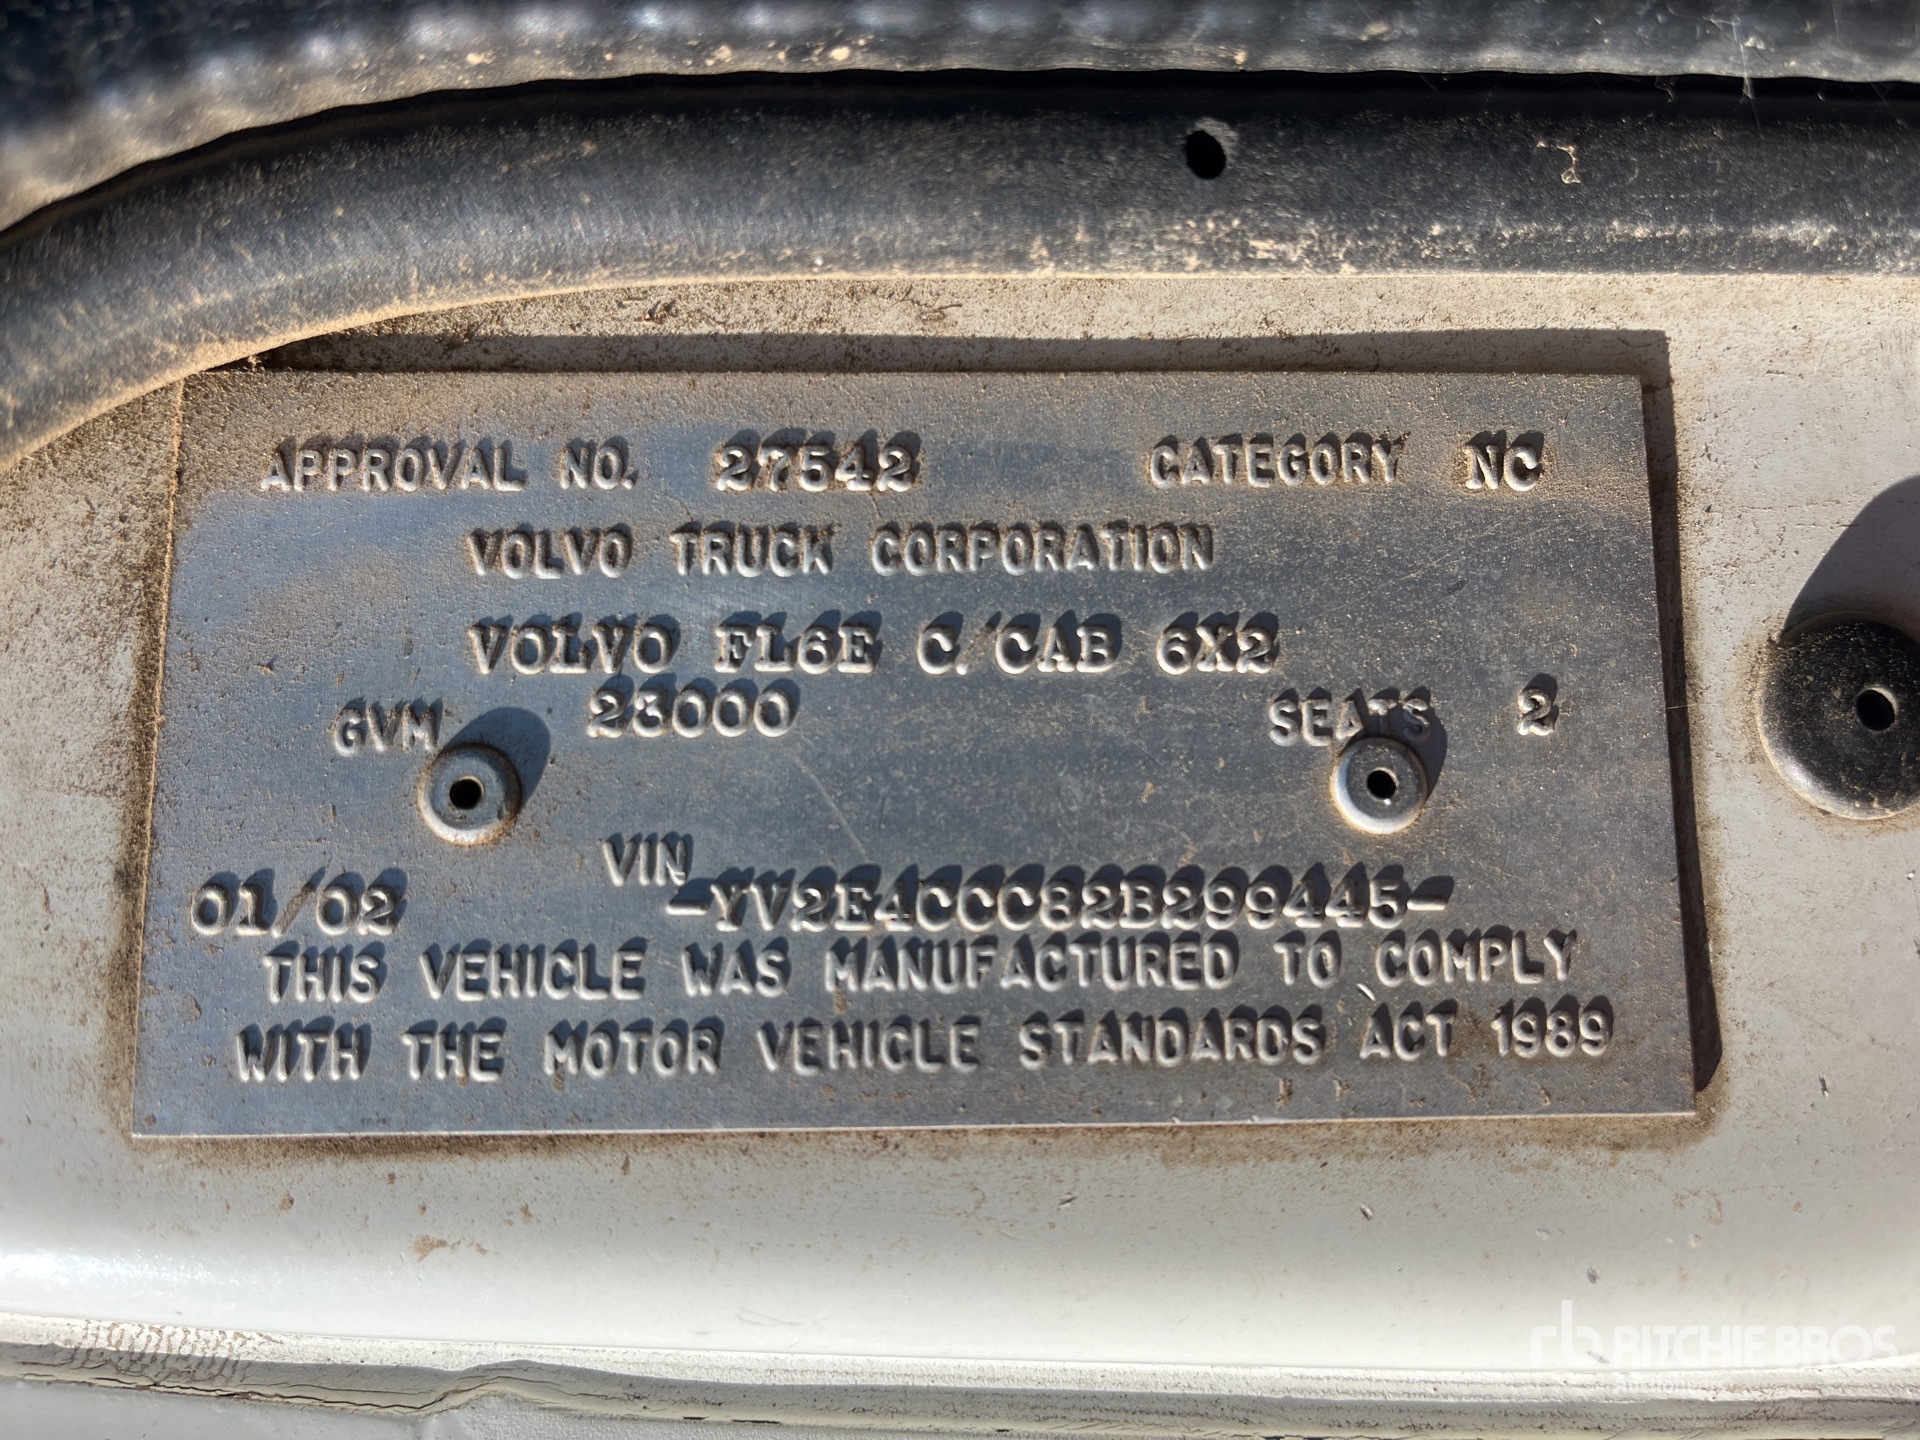 APPROVAL NO. 27542 CATEGORY NC
VOLVO TRUCK CORPORATION
VOLVO FL6E C/CAB 6X2
GVM 23000 SEATS 2
VIN
01/02 -YV2E4CCC82B299445-
THIS VEHICLE WAS MANUFACTURED TO COMPLY
WITH THE MOTOR VEHICLE STANDARDS ACT 1989
rb RITCHIE BROS